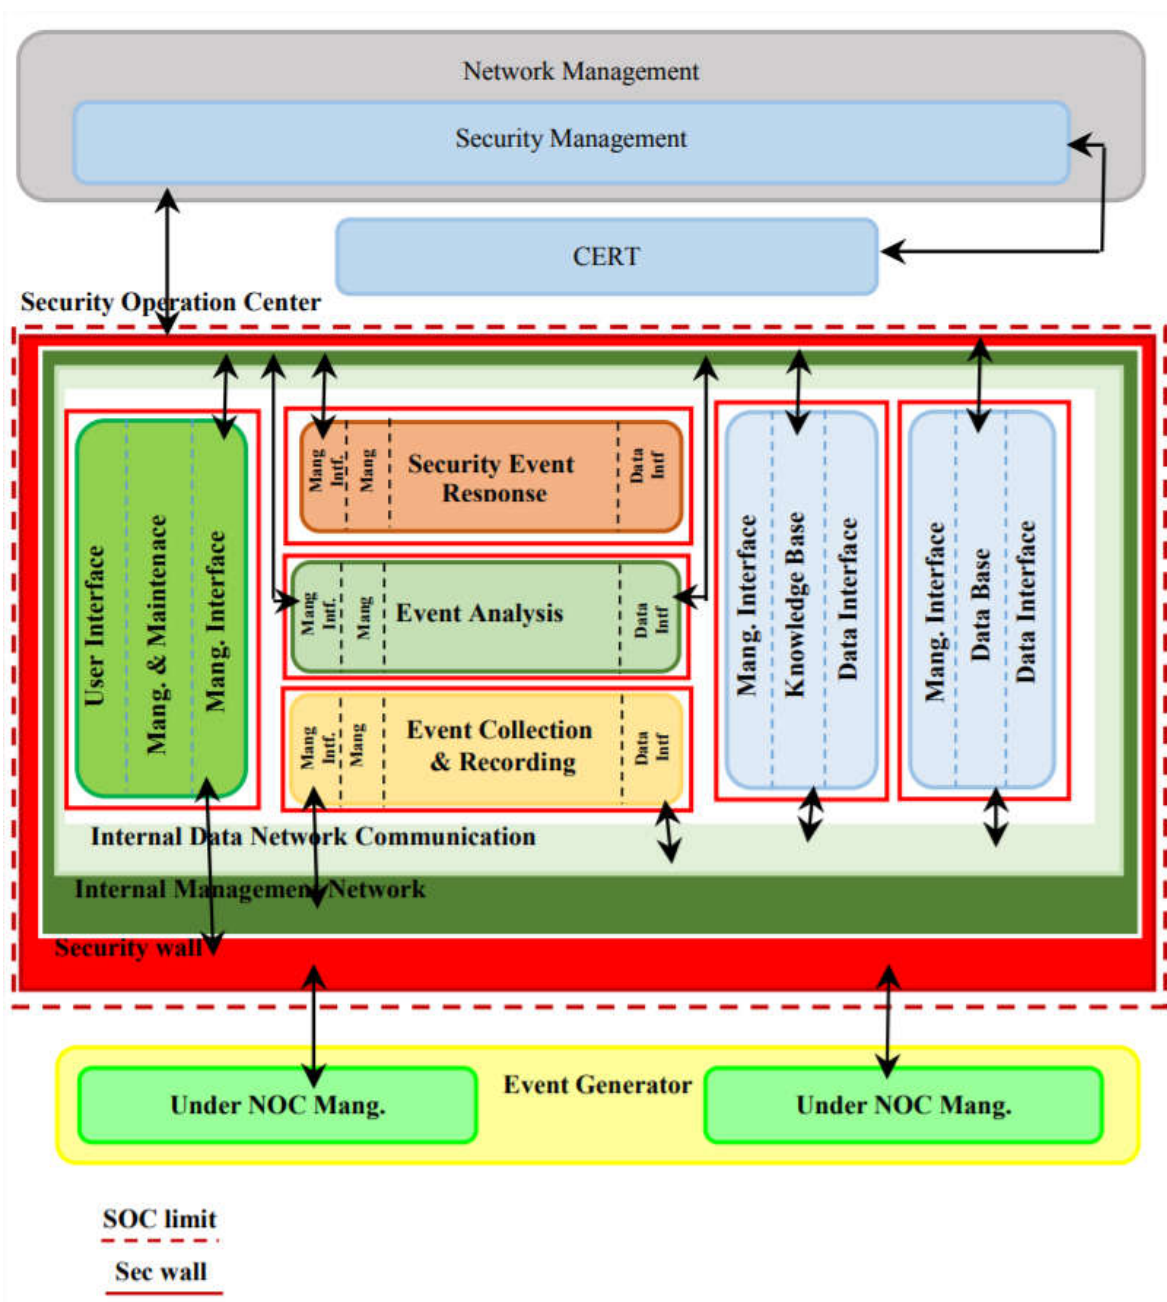 Network Management
Security Management
CERT
Security Operation Center
User Interface
Mang. & Maintenace
Mang. Interface
Mang
Intf.
Mang
Security Event
Response
Data
Intf
Mang
Intf.
Mang
Event Analysis
Data
Intf
Mang
Intf.
Mang
Event Collection
& Recording
Data
Intf
Mang. Interface
Knowledge Base
Data Interface
Mang. Interface
Data Base
Data Interface
Internal Data Network Communication
Internal Management Network
Security wall
Event Generator
Under NOC Mang.
Under NOC Mang.
SOC limit
Sec wall